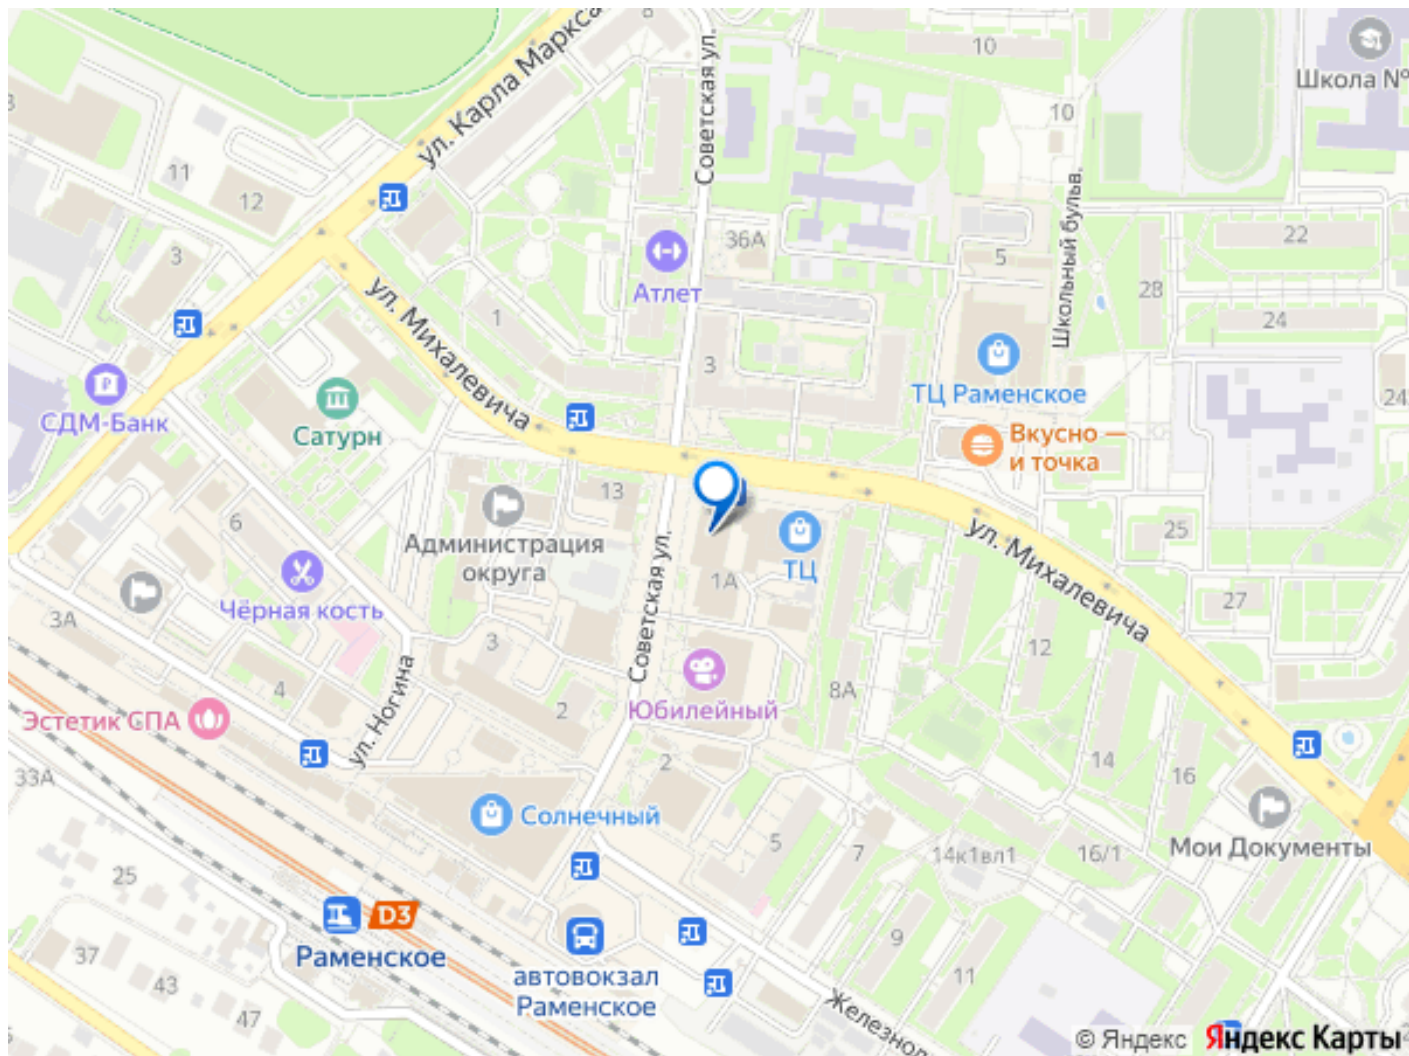 8
ул. Карла Маркса
Советская ул.
10
Школа №
10
11
12
36А
3
Школьный бульв.
22
5
Атлет
28
1
24
ул. Михалевича
3
ТЦ Раменское
СДМ-Банк
Сатурн
24
Вкусно —
и точка
13
6
Администрация
округа
25
ТЦ
1А
ул. Михалевича
Чёрная кость
27
3А
3
Советская ул.
12
4
8А
Эстетик СПА
2
Юбилейный
ул. Ногина
2
14
16
33А
Солнечный
5
7
14к1вл1
16/1
Мои Документы
25
D3
Раменское
9
37
автовокзал
Раменское
11
43
47
Железнод
2
© Яндекс Яндекс Карты